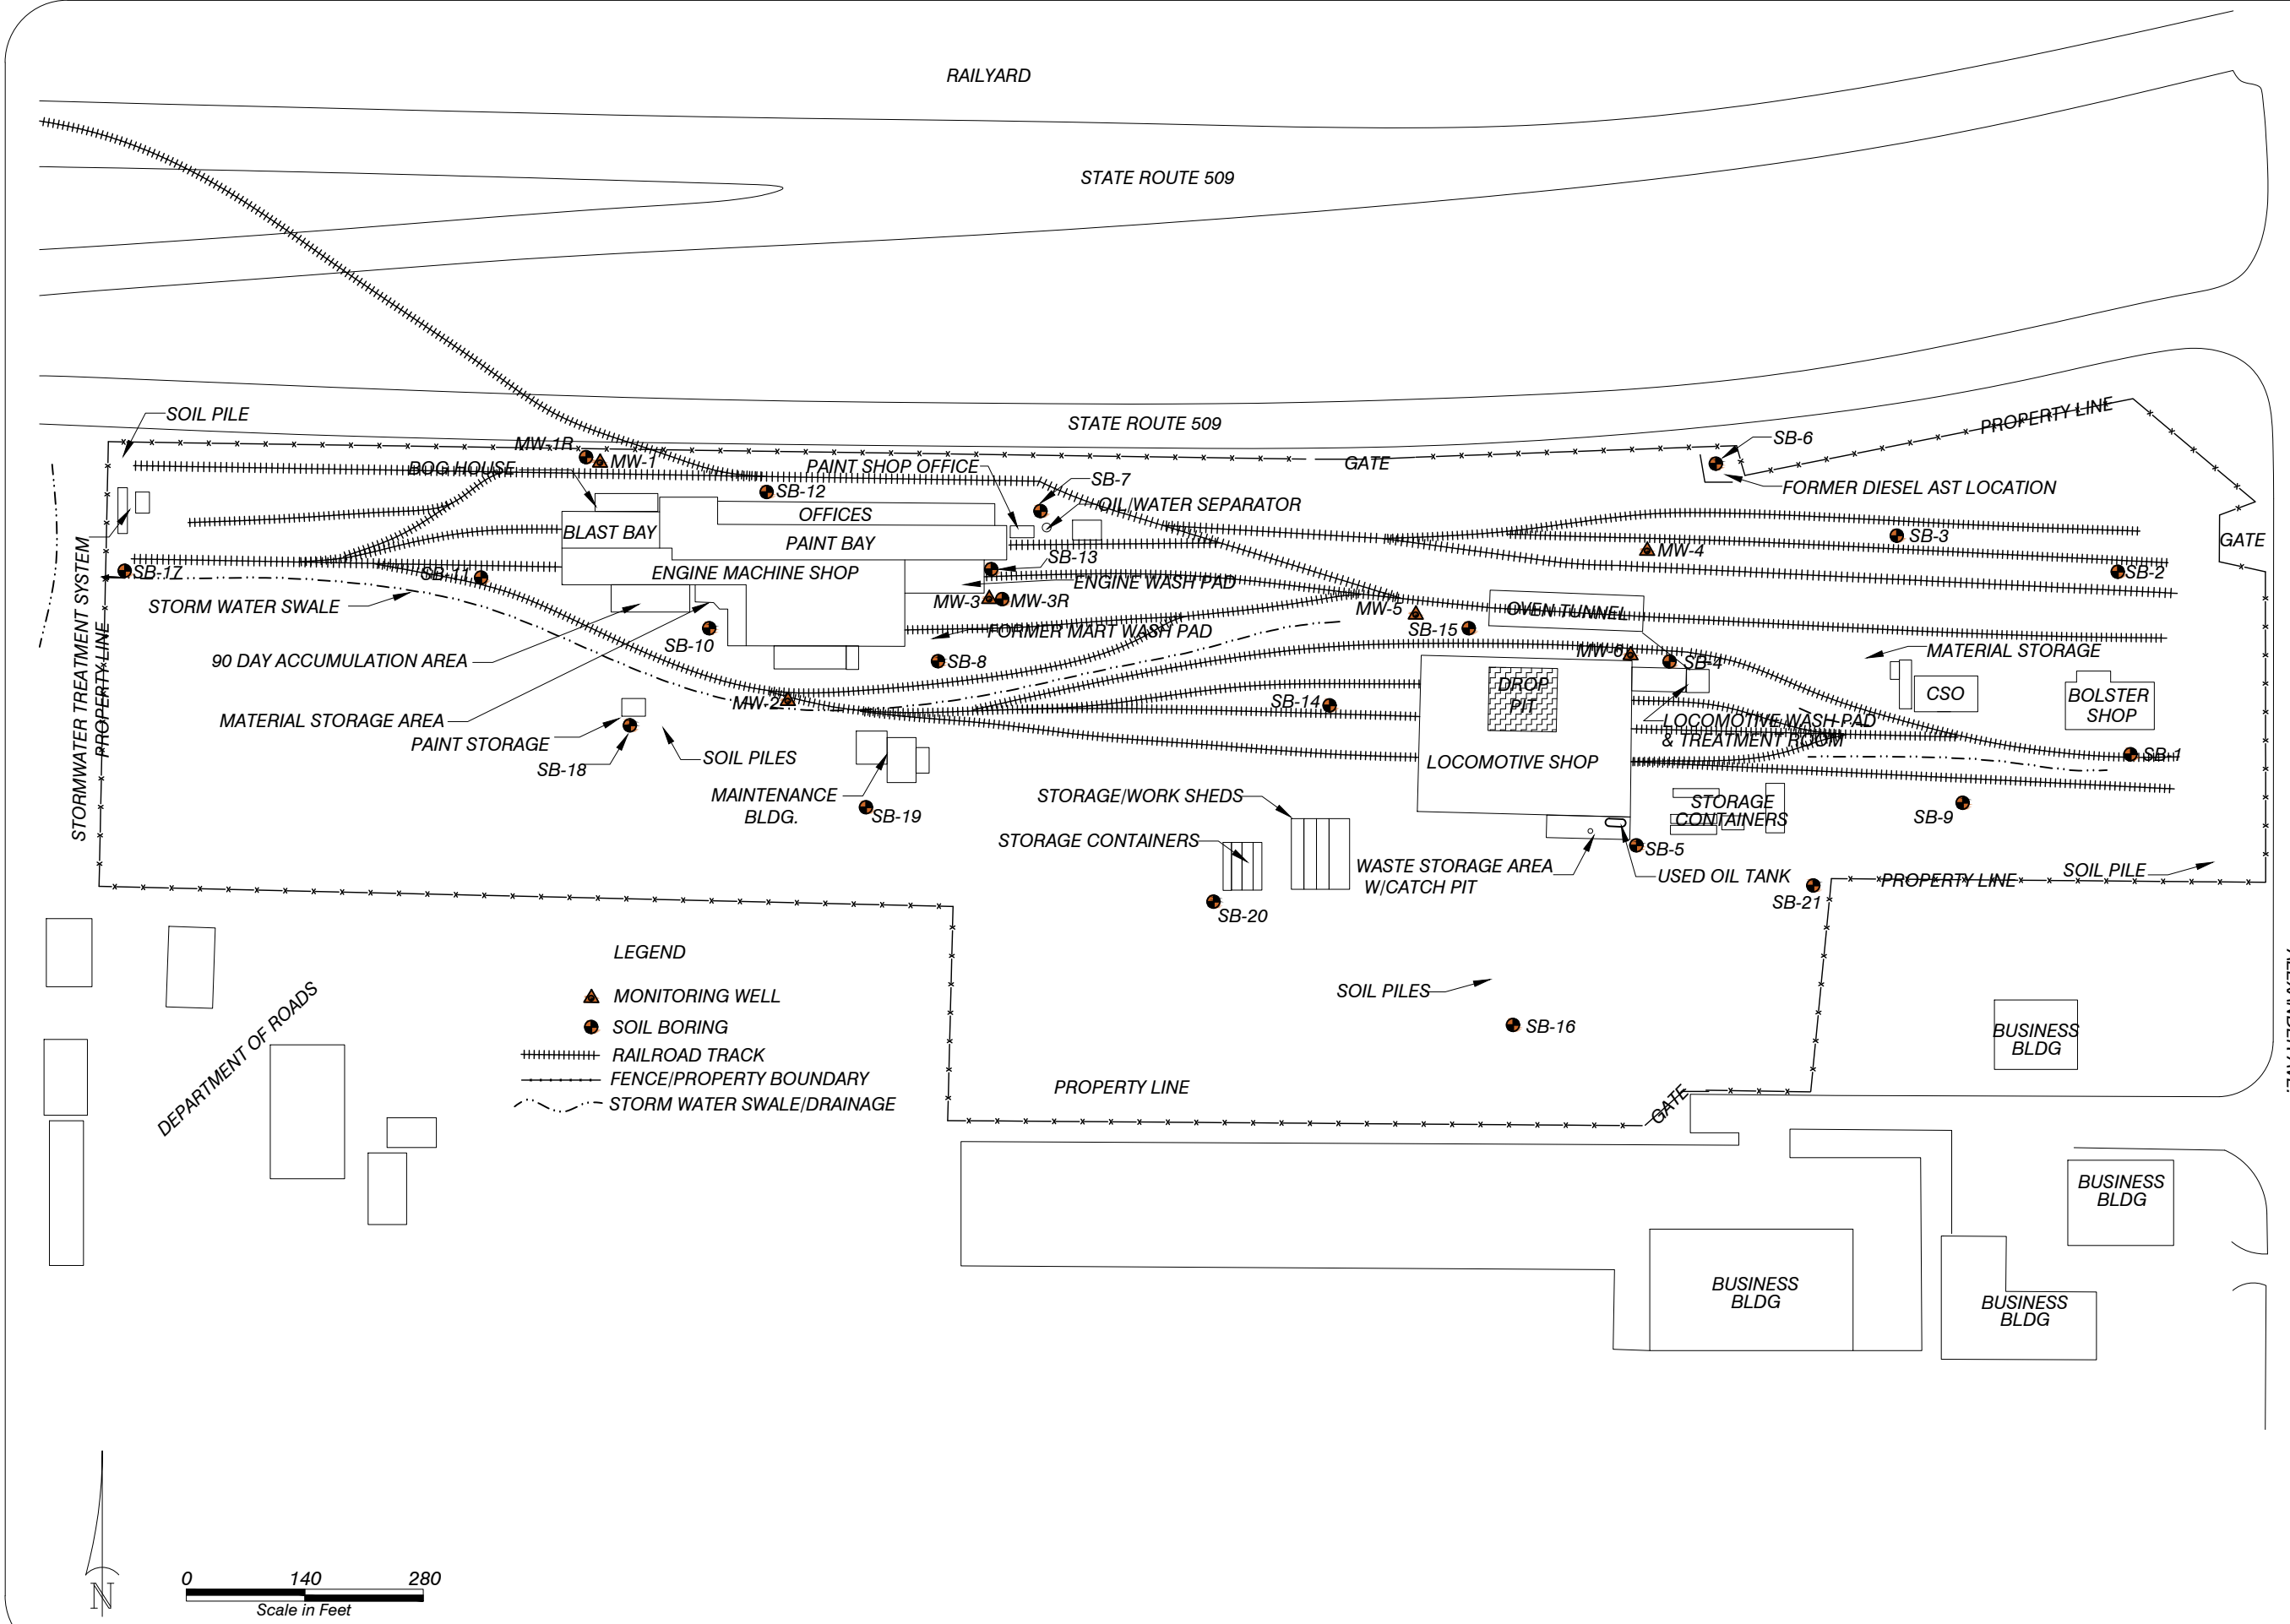 RAILYARD
STATE ROUTE 509
STATE ROUTE 509
SOIL PILE
PROPERTY LINE
MW-1R
MW-1
BOG HOUSE
PAINT SHOP OFFICE
GATE
SB-6
SB-7
FORMER DIESEL AST LOCATION
SB-12
OIL/WATER SEPARATOR
OFFICES
BLAST BAY
PAINT BAY
SB-3
GATE
MW-4
SB-13
SB-17
SB-11
ENGINE MACHINE SHOP
ENGINE WASH PAD
SB-2
STORM WATER SWALE
MW-3
MW-3R
MW-5
OVEN TUNNEL
SB-15
FORMER MART WASH PAD
SB-10
90 DAY ACCUMULATION AREA
SB-8
MW-6
SB-4
MATERIAL STORAGE
STORMWATER TREATMENT SYSTEM
PROPERTY LINE
DROP
PIT
CSO
BOLSTER
SHOP
MW-2
SB-14
MATERIAL STORAGE AREA
LOCOMOTIVE WASH PAD
& TREATMENT ROOM
PAINT STORAGE
SB-18
SOIL PILES
SB-1
LOCOMOTIVE SHOP
MAINTENANCE
BLDG.
SB-19
STORAGE/WORK SHEDS
STORAGE
CONTAINERS
SB-9
STORAGE CONTAINERS
SB-5
WASTE STORAGE AREA
W/CATCH PIT
USED OIL TANK
SOIL PILE
PROPERTY LINE
SB-21
SB-20
LEGEND
MONITORING WELL
SOIL BORING
RAILROAD TRACK
FENCE/PROPERTY BOUNDARY
STORM WATER SWALE/DRAINAGE
SOIL PILES
SB-16
DEPARTMENT OF ROADS
PROPERTY LINE
GATE
BUSINESS
BLDG
BUSINESS
BLDG
BUSINESS
BLDG
BUSINESS
BLDG
N
0 140 280
Scale in Feet